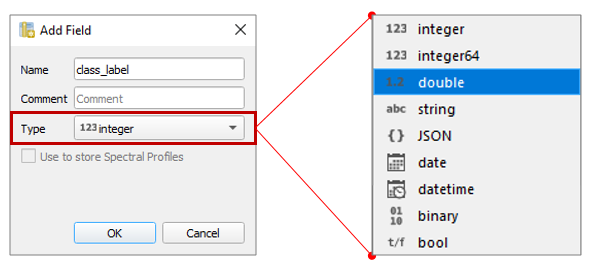 Add Field
Name class_label
Comment Comment
Type 123 integer
Use to store Spectral Profiles
OK Cancel
123 integer
123 integer64
1.2 double
abc string
{} JSON
date
datetime
01 10 binary
t/f bool